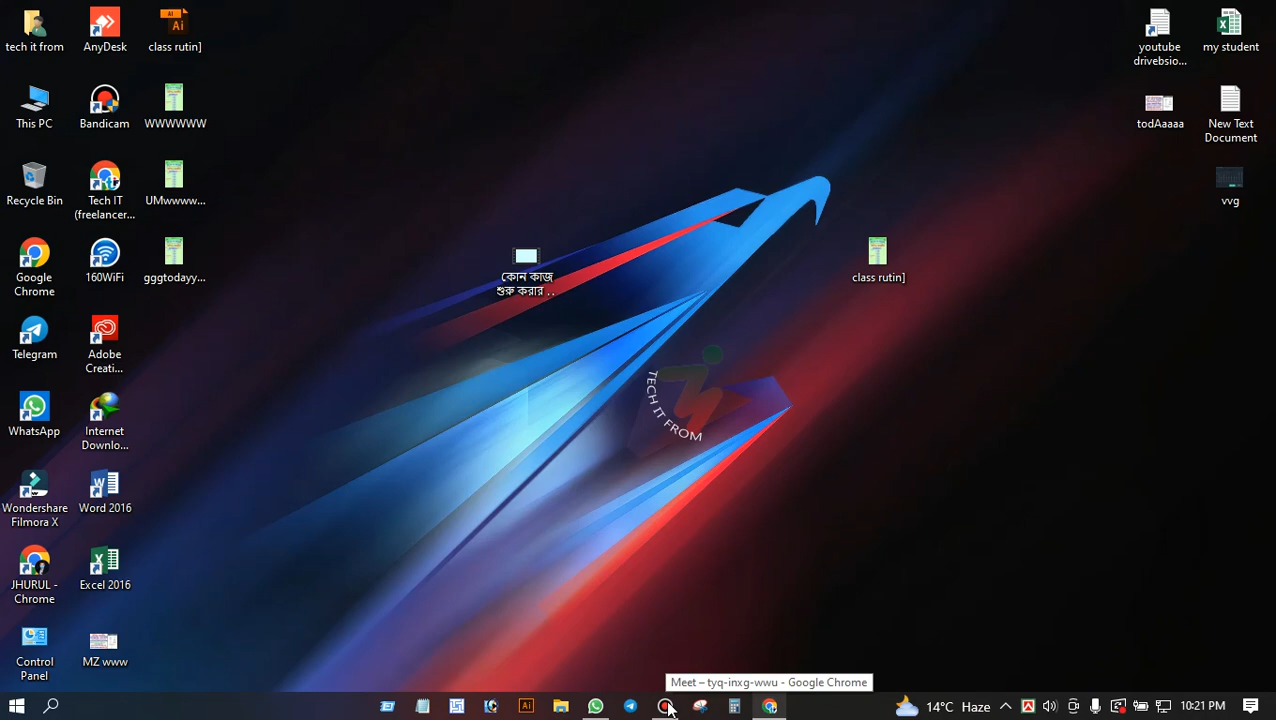 tech it from
AnyDesk
class rutin]
youtube
drivebsio...
my student
This PC
Bandicam
WWWWWW
todAaaaa
New Text
Document
Recycle Bin
Tech IT
(freelancer...
UMwwww...
vvg
Google
Chrome
160WiFi
gggtodayy...
কোন কাজ
শুরু করার ...
class rutin]
Telegram
Adobe
Creati...
TECH IT FROM
WhatsApp
Internet
Downlo...
Wondershare
Filmora X
Word 2016
JHURUL -
Chrome
Excel 2016
Control
Panel
MZ www
Meet – tyq-inxg-wwu - Google Chrome
14°C Haze
10:21 PM